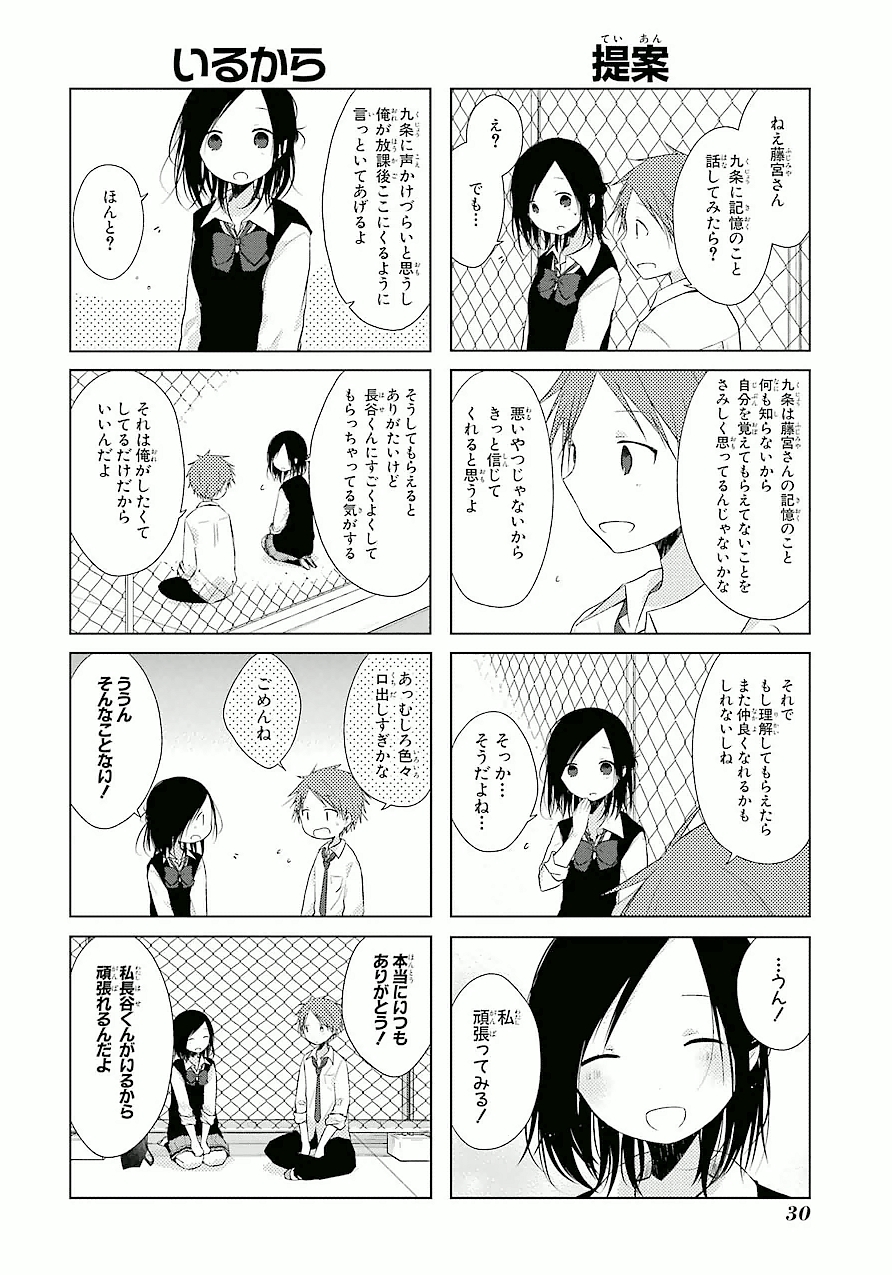 提案
ねえ藤宮さん
九条に記憶のこと
話してみたら？
え？
でも…
九条は藤宮さんの記憶のこと
何も知らないから
自分を覚えてもらえてないことを
さみしく思ってるんじゃないかな
悪いやつじゃないから
きっと信じて
くれると思うよ
それで
もし理解してもらえたら
また仲良くなれるかも
しれないしね
そっか…
そうだよね…
…うん！
私
頑張ってみる！
いるから
九条に声かけづらいと思うし
俺が放課後ここにくるように
言っといてあげるよ
ほんと？
そうしてもらえると
ありがたいけど
長谷くんにすごくよくして
もらっちゃってる気がする
それは俺がしたくて
してるだけだから
いいんだよ
あっむしろ色々
口出しすぎかな
ごめんね
ううん
そんなことない！
本当にいつも
ありがとう！
私長谷くんがいるから
頑張れるんだよ
30